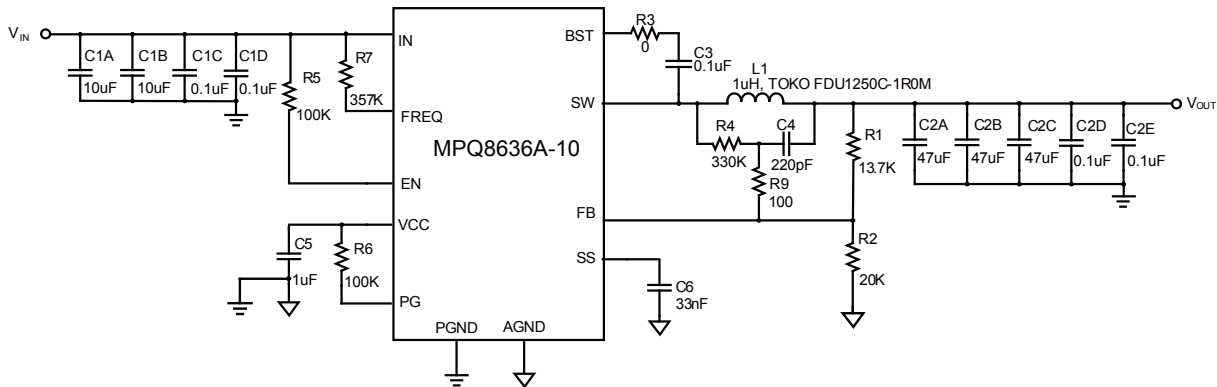 V_IN
C1A
10uF
C1B
10uF
C1C
0.1uF
C1D
0.1uF
R5
100K
R7
357K
IN
FREQ
EN
VCC
PG
C5
1uF
R6
100K
MPQ8636A-10
PGND
AGND
BST
SW
FB
SS
R3
0
C3
0.1uF
L1
1uH, TOKO FDU1250C-1R0M
R4
330K
C4
220pF
R9
100
R1
13.7K
R2
20K
C6
33nF
C2A
47uF
C2B
47uF
C2C
47uF
C2D
0.1uF
C2E
0.1uF
V_OUT